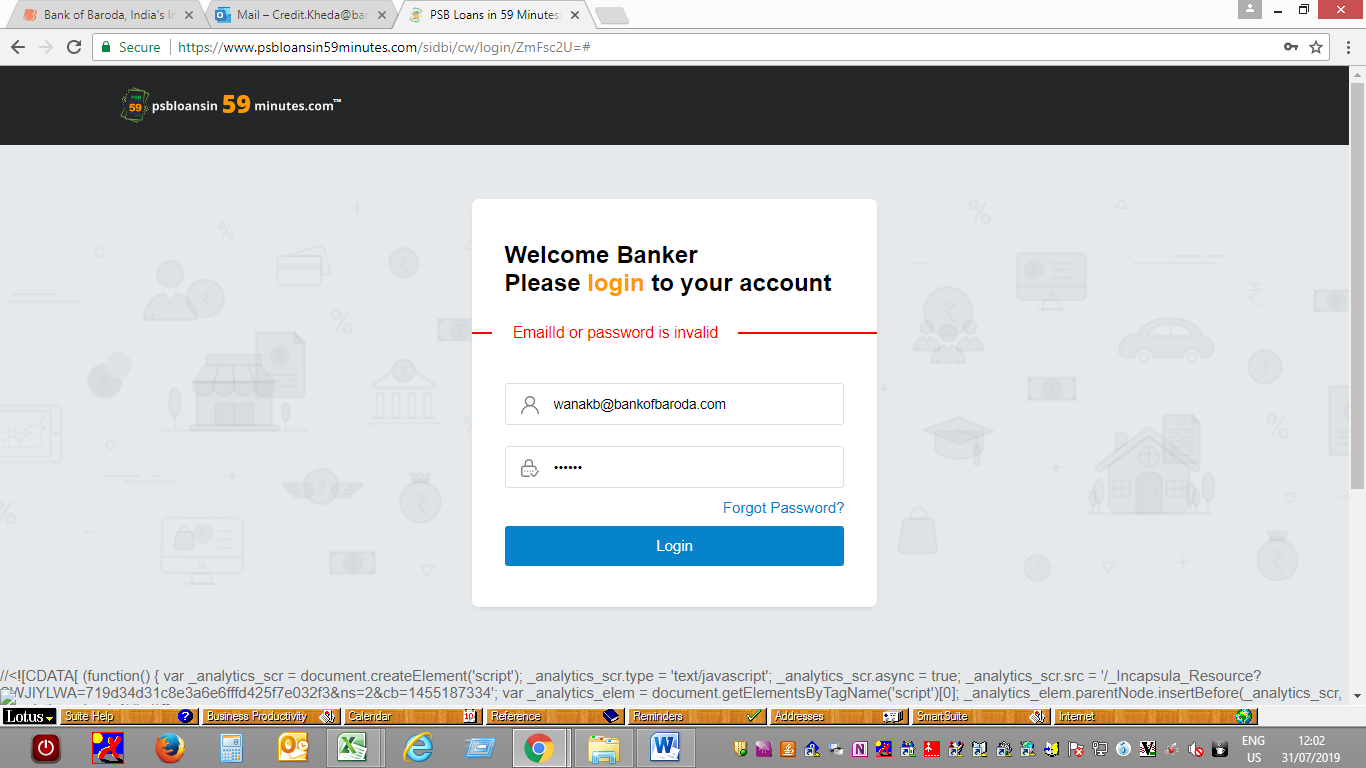 Bank of Baroda, India's In
Mail – Credit.Kheda@bar
PSB Loans in 59 Minutes:
Secure
https://www.psbloansin59minutes.com/sidbi/cw/login/ZmFsc2U=#
psbloansin 59 minutes.com™
Welcome Banker
Please login to your account
EmailId or password is invalid
wanakb@bankofbaroda.com
••••••
Forgot Password?
Login
//<![CDATA[ (function() { var _analytics_scr = document.createElement('script'); _analytics_scr.type = 'text/javascript'; _analytics_scr.async = true; _analytics_scr.src = '/_Incapsula_Resource?
WJIYLWA=719d34d31c8e3a6e6fffd425f7e032f3&ns=2&cb=1455187334'; var _analytics_elem = document.getElementsByTagName('script')[0]; _analytics_elem.parentNode.insertBefore(_analytics_scr,
Lotus Suite Help Business Productivity Calendar Reference Reminders Addresses SmartSuite Internet
ENG 12:02
US 31/07/2019